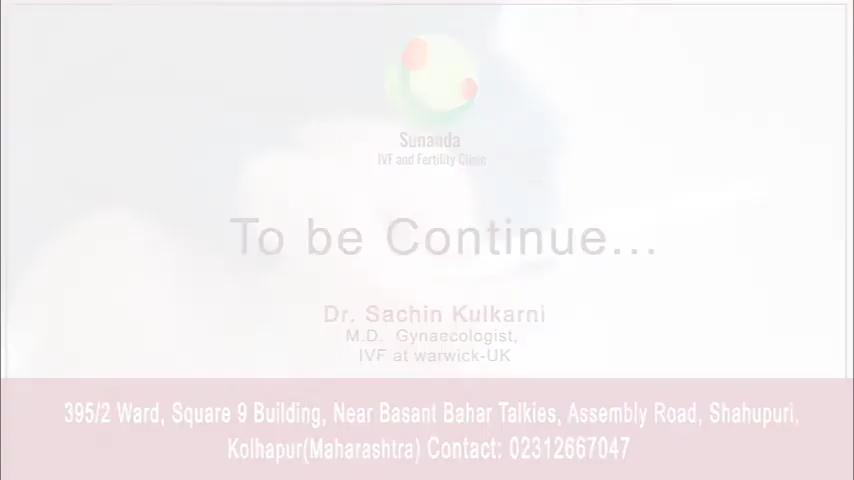 Sunanda
IVF and Fertility Clinic
To be Continue...
Dr. Sachin Kulkarni
M.D. Gynaecologist,
IVF at warwick-UK
395/2 Ward, Square 9 Building, Near Basant Bahar Talkies, Assembly Road, Shahupuri,
Kolhapur(Maharashtra) Contact: 02312667047